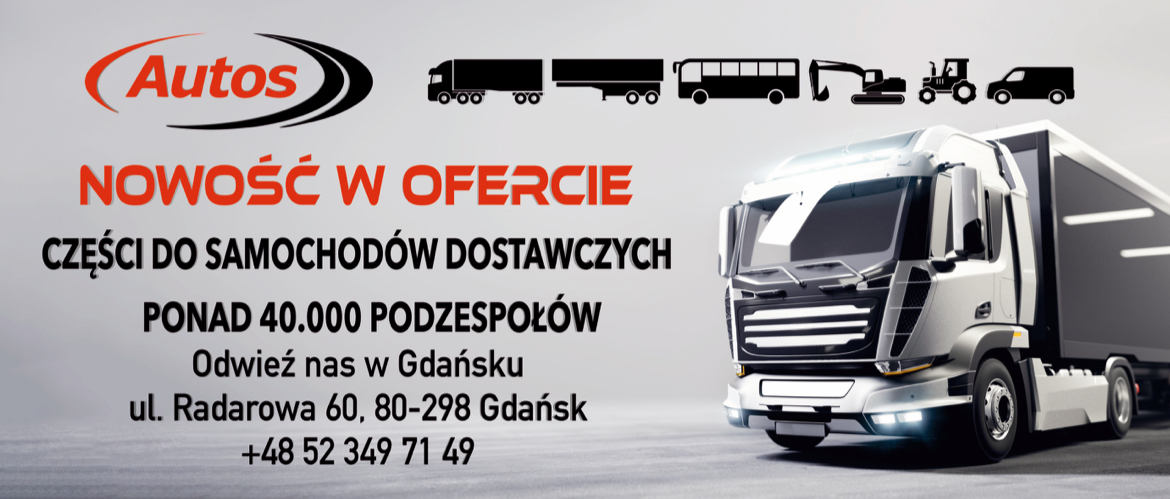 Autos
NOWOŚĆ W OFERCIE
CZĘŚCI DO SAMOCHODÓW DOSTAWCZYCH
PONAD 40.000 PODZESPOŁÓW
Odwieź nas w Gdańsku
ul. Radarowa 60, 80-298 Gdańsk
+48 52 349 71 49